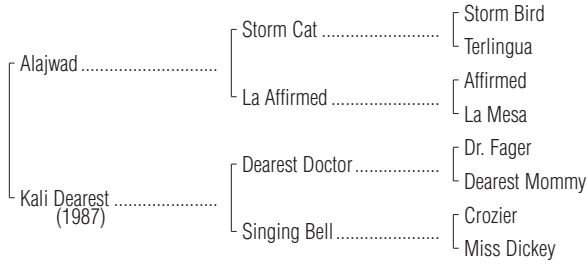 Storm Bird
Storm Cat ........................
Terlingua
Alajwad ............................
Affirmed
La Affirmed ......................
La Mesa
Dr. Fager
Dearest Doctor .................
Dearest Mommy
Kali Dearest .....................
(1987)
Crozier
Singing Bell .....................
Miss Dickey